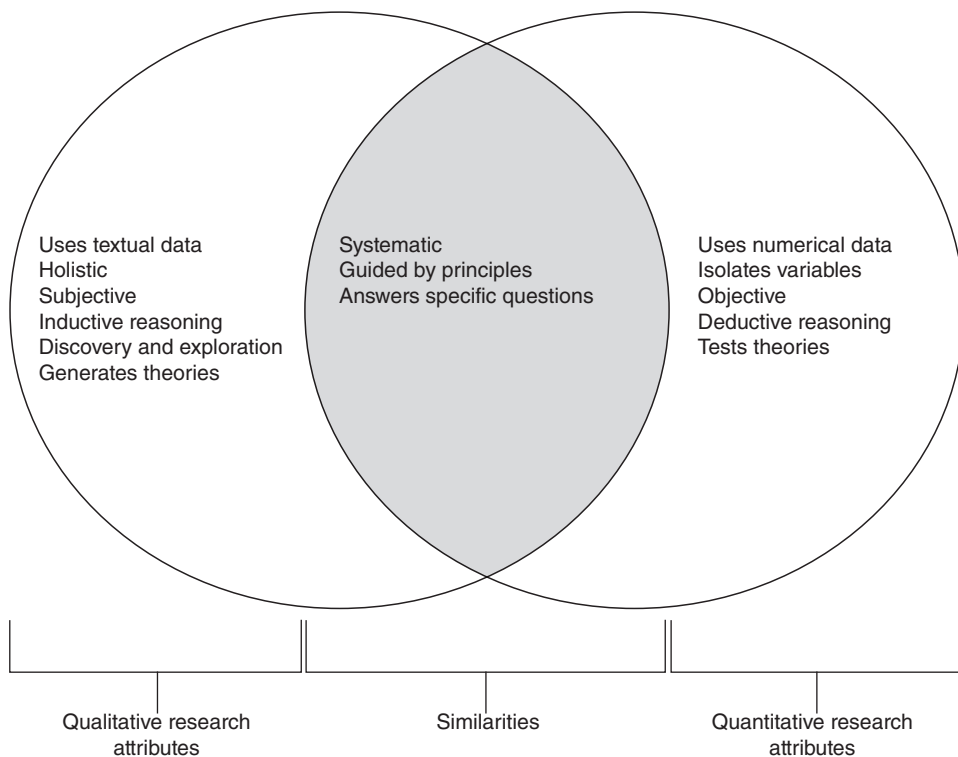 Uses textual data
Holistic
Subjective
Inductive reasoning
Discovery and exploration
Generates theories
Systematic
Guided by principles
Answers specific questions
Uses numerical data
Isolates variables
Objective
Deductive reasoning
Tests theories
Qualitative research
attributes
Similarities
Quantitative research
attributes